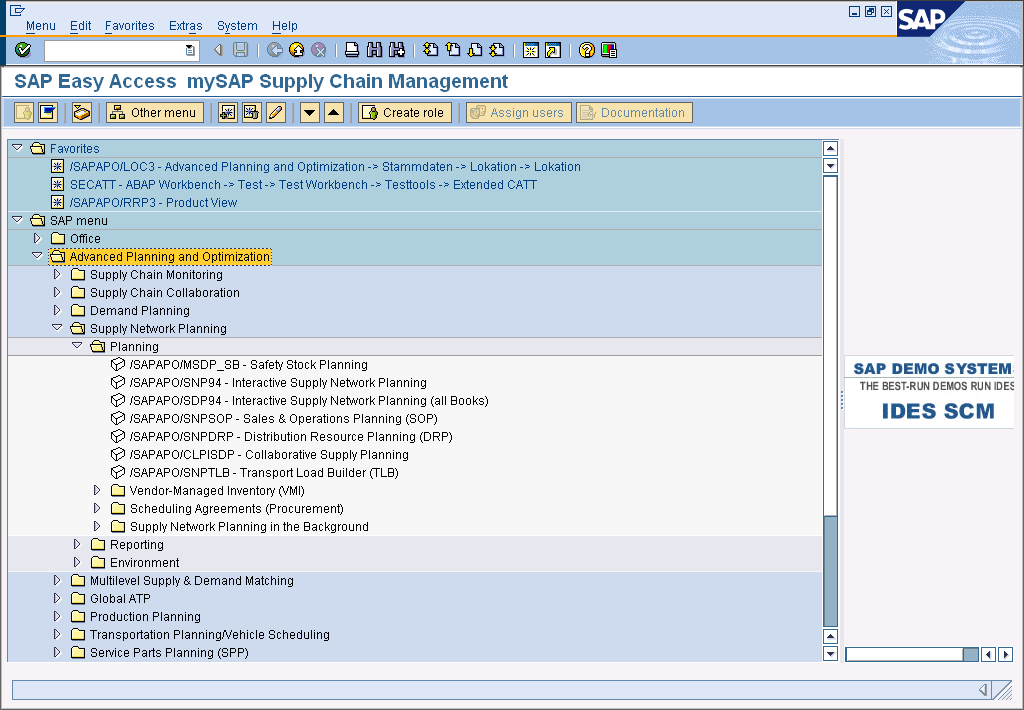 Menu Edit Favorites Extras System Help
SAP
SAP Easy Access mySAP Supply Chain Management
Other menu Create role Assign users Documentation
Favorites
/SAPAPO/LOC3 - Advanced Planning and Optimization -> Stammdaten -> Lokation -> Lokation
SECATT - ABAP Workbench -> Test -> Test Workbench -> Testtools -> Extended CATT
/SAPAPO/RRP3 - Product View
SAP menu
Office
Advanced Planning and Optimization
Supply Chain Monitoring
Supply Chain Collaboration
Demand Planning
Supply Network Planning
Planning
/SAPAPO/MSDP_SB - Safety Stock Planning
/SAPAPO/SNP94 - Interactive Supply Network Planning
/SAPAPO/SDP94 - Interactive Supply Network Planning (all Books)
/SAPAPO/SNPSOP - Sales & Operations Planning (SOP)
/SAPAPO/SNPDRP - Distribution Resource Planning (DRP)
/SAPAPO/CLPISDP - Collaborative Supply Planning
/SAPAPO/SNPTLB - Transport Load Builder (TLB)
Vendor-Managed Inventory (VMI)
Scheduling Agreements (Procurement)
Supply Network Planning in the Background
Reporting
Environment
Multilevel Supply & Demand Matching
Global ATP
Production Planning
Transportation Planning/Vehicle Scheduling
Service Parts Planning (SPP)
SAP DEMO SYSTEM
THE BEST-RUN DEMOS RUN IDES
IDES SCM